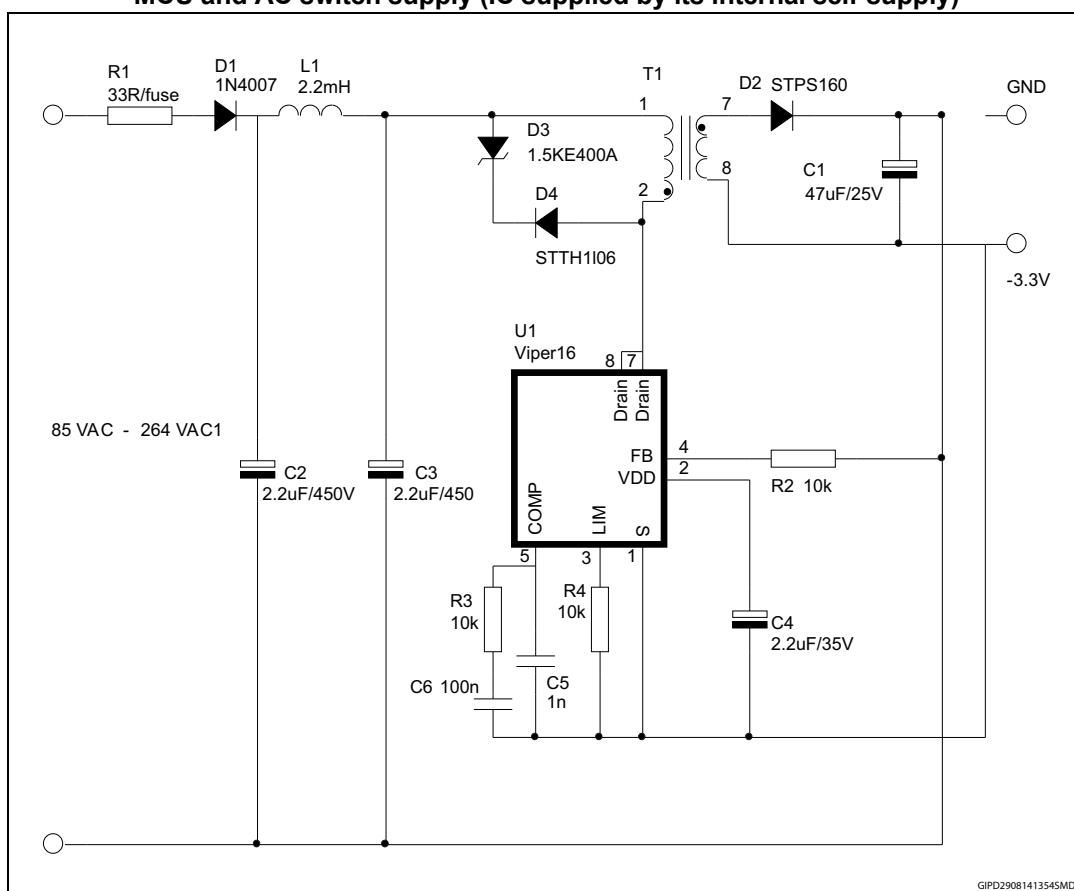 MCU and AC switch supply (IC supplied by its internal self supply)
R1
33R/fuse
D1
1N4007
L1
2.2mH
T1
D2 STPS160
GND
1
7
D3
1.5KE400A
8
C1
47uF/25V
2
D4
STTH1I06
-3.3V
U1
Viper16
8 7
Drain
Drain
85 VAC - 264 VAC1
FB
4
VDD
2
R2 10k
C2
2.2uF/450V
C3
2.2uF/450
COMP
LIM
S
5
3
1
R3
10k
R4
10k
C4
2.2uF/35V
C6 100n
C5
1n
GIPD2908141354SMD